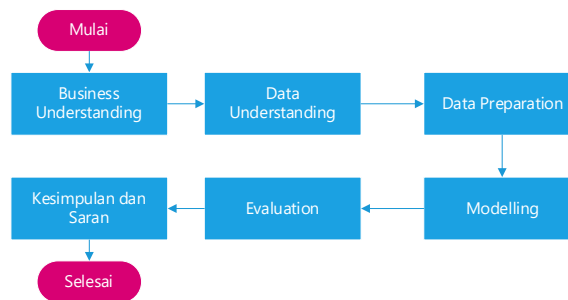 Mulai
Business
Understanding
Data
Understanding
Data Preparation
Modelling
Evaluation
Kesimpulan dan
Saran
Selesai